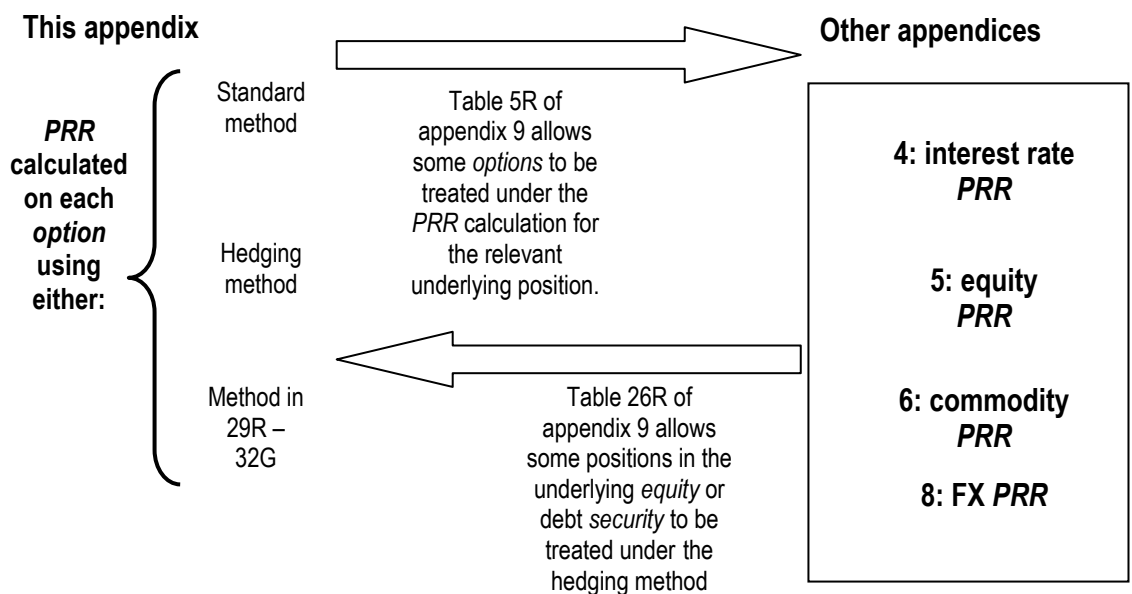 This appendix
PRR
calculated
on each
option
using
either:
Standard
method
Hedging
method
Method in
29R –
32G
Table 5R of
appendix 9 allows
some options to be
treated under the
PRR calculation for
the relevant
underlying position.
Table 26R of
appendix 9 allows
some positions in the
underlying equity or
debt security to be
treated under the
hedging method
Other appendices
4: interest rate
PRR
5: equity
PRR
6: commodity
PRR
8: FX PRR